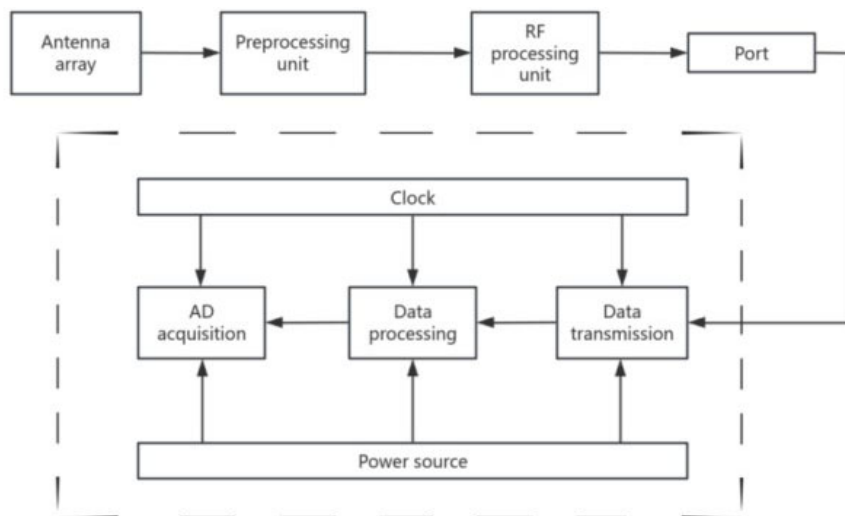 Antenna
array
Preprocessing
unit
RF
processing
unit
Port
Clock
AD
acquisition
Data
processing
Data
transmission
Power source